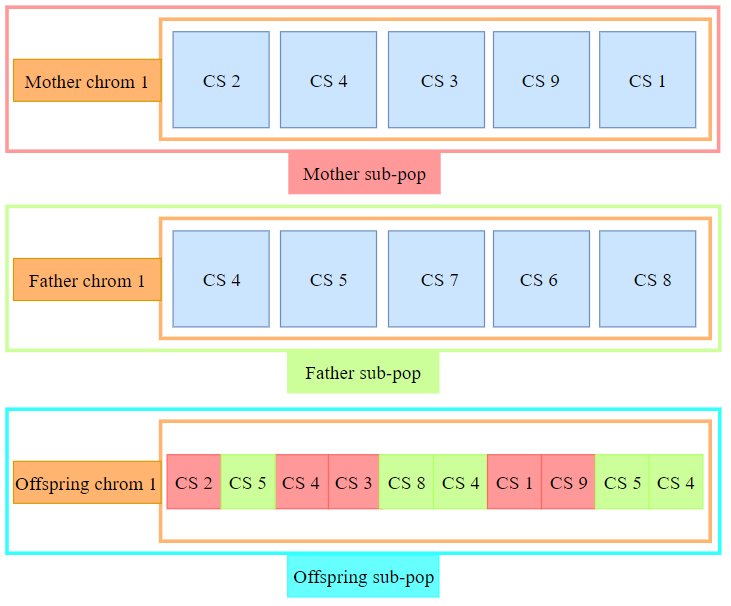 Mother chrom 1 CS 2 CS 4 CS 3 CS 9 CS 1
Mother sub-pop
Father chrom 1 CS 4 CS 5 CS 7 CS 6 CS 8
Father sub-pop
Offspring chrom 1 CS 2 CS 5 CS 4 CS 3 CS 8 CS 4 CS 1 CS 9 CS 5 CS 4
Offspring sub-pop